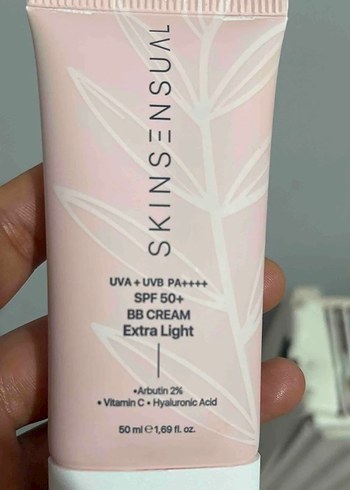 SKINSENSUAL
UVA + UVB PA++++
SPF 50+
BB CREAM
Extra Light
•Arbutin 2%
• Vitamin C • Hyaluronic Acid
50 ml ℮ 1,69 fl. oz.